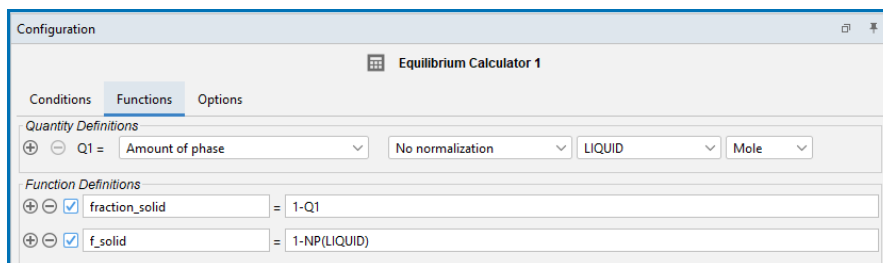 Configuration
Equilibrium Calculator 1
Conditions Functions Options
Quantity Definitions
Q1 = Amount of phase No normalization LIQUID Mole
Function Definitions
fraction_solid = 1-Q1
f_solid = 1-NP(LIQUID)